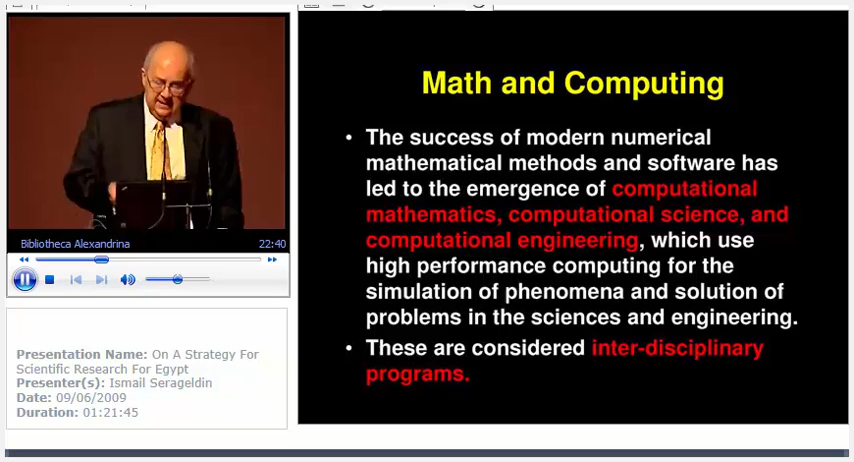 Math and Computing
• The success of modern numerical
mathematical methods and software has
led to the emergence of computational
mathematics, computational science, and
computational engineering, which use
high performance computing for the
simulation of phenomena and solution of
problems in the sciences and engineering.
• These are considered inter-disciplinary
programs.
Bibliotheca Alexandrina 22:40
Presentation Name: On A Strategy For
Scientific Research For Egypt
Presenter(s): Ismail Serageldin
Date: 09/06/2009
Duration: 01:21:45